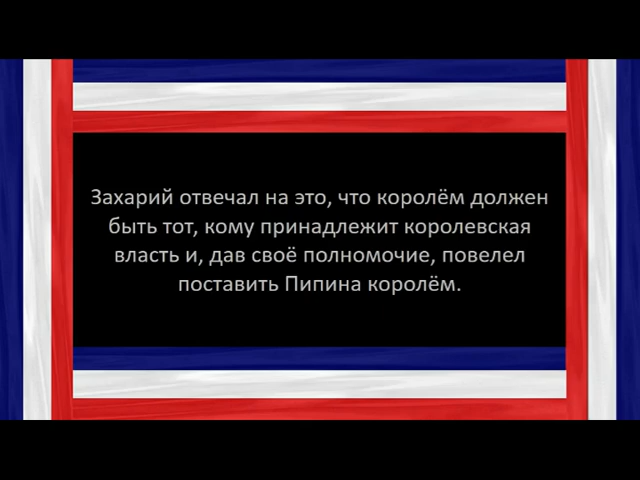 Захарий отвечал на это, что королём должен
быть тот, кому принадлежит королевская
власть и, дав своё полномочие, повелел
поставить Пипина королём.